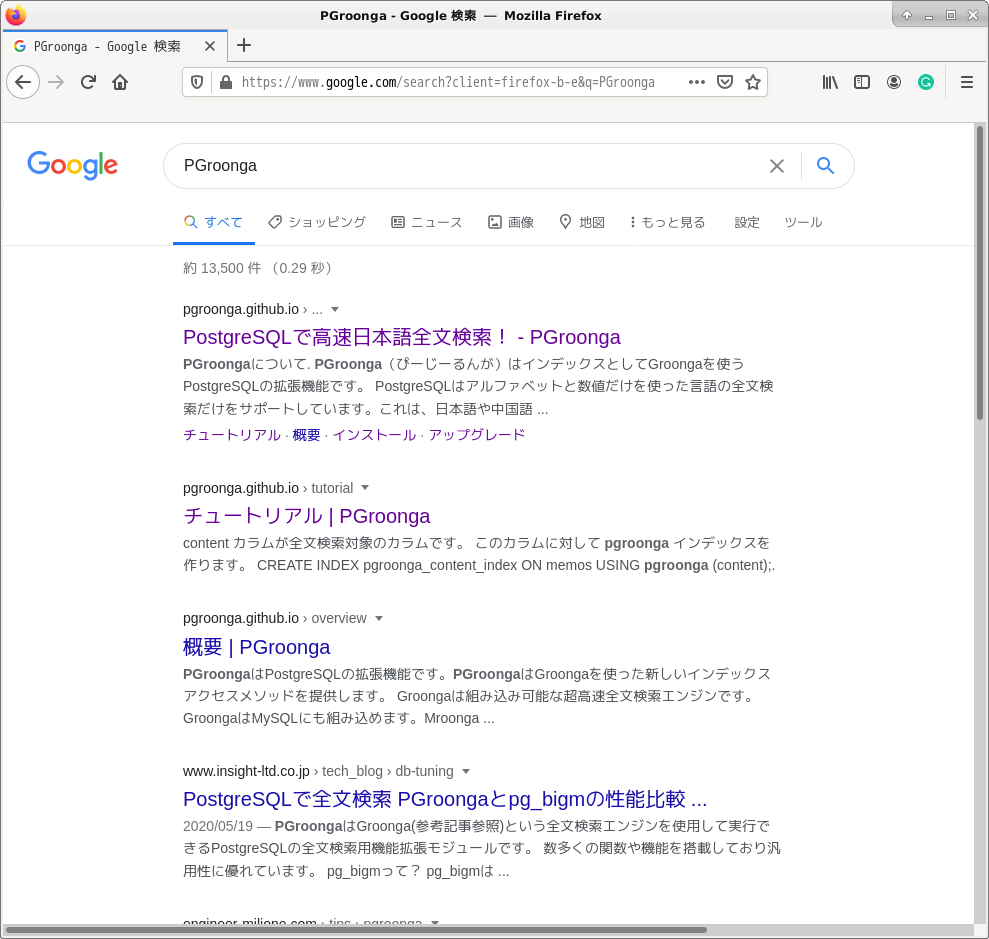 PGroonga - Google 検索 — Mozilla Firefox
PGroonga - Google 検索
https://www.google.com/search?client=firefox-b-e&q=PGroonga
Google
PGroonga
すべて ショッピング ニュース 画像 地図 もっと見る 設定 ツール
約 13,500 件 （0.29 秒）
pgroonga.github.io › ...
PostgreSQLで高速日本語全文検索！ - PGroonga
PGroongaについて. PGroonga（ぴーじーるんが）はインデックスとしてGroongaを使う
PostgreSQLの拡張機能です。 PostgreSQLはアルファベットと数値だけを使った言語の全文検
索だけをサポートしています。これは、日本語や中国語 ...
チュートリアル · 概要 · インストール · アップグレード
pgroonga.github.io › tutorial
チュートリアル | PGroonga
content カラムが全文検索対象のカラムです。 このカラムに対して pgroonga インデックスを
作ります。 CREATE INDEX pgroonga_content_index ON memos USING pgroonga (content);.
pgroonga.github.io › overview
概要 | PGroonga
PGroongaはPostgreSQLの拡張機能です。PGroongaはGroongaを使った新しいインデックス
アクセスメソッドを提供します。 Groongaは組み込み可能な超高速全文検索エンジンです。
GroongaはMySQLにも組み込めます。Mroonga ...
www.insight-ltd.co.jp › tech_blog › db-tuning
PostgreSQLで全文検索 PGroongaとpg_bigmの性能比較 ...
2020/05/19 — PGroongaはGroonga(参考記事参照)という全文検索エンジンを使用して実行で
きるPostgreSQLの全文検索用機能拡張モジュールです。 数多くの関数や機能を搭載しており汎
用性に優れています。 pg_bigmって？ pg_bigmは ...
engineer-milione.com › tips › pgroonga